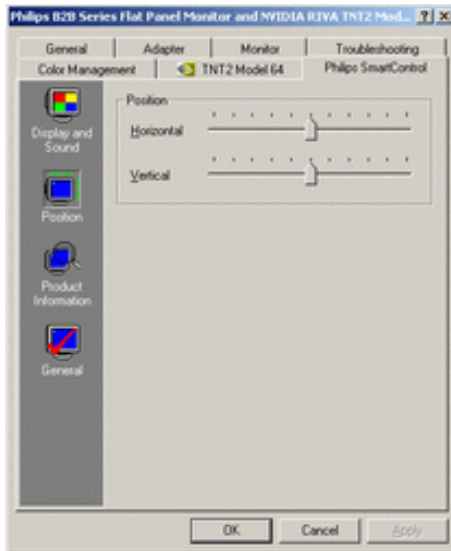 Philips B2B Series Flat Panel Monitor and NVIDIA RIVA TNT2 Mod...
General Adapter Monitor Troubleshooting
Color Management TNT2 Model 64 Philips SmartControl
Display and
Sound
Position
Product
Information
General
Position
Horizontal
Vertical
OK Cancel Apply